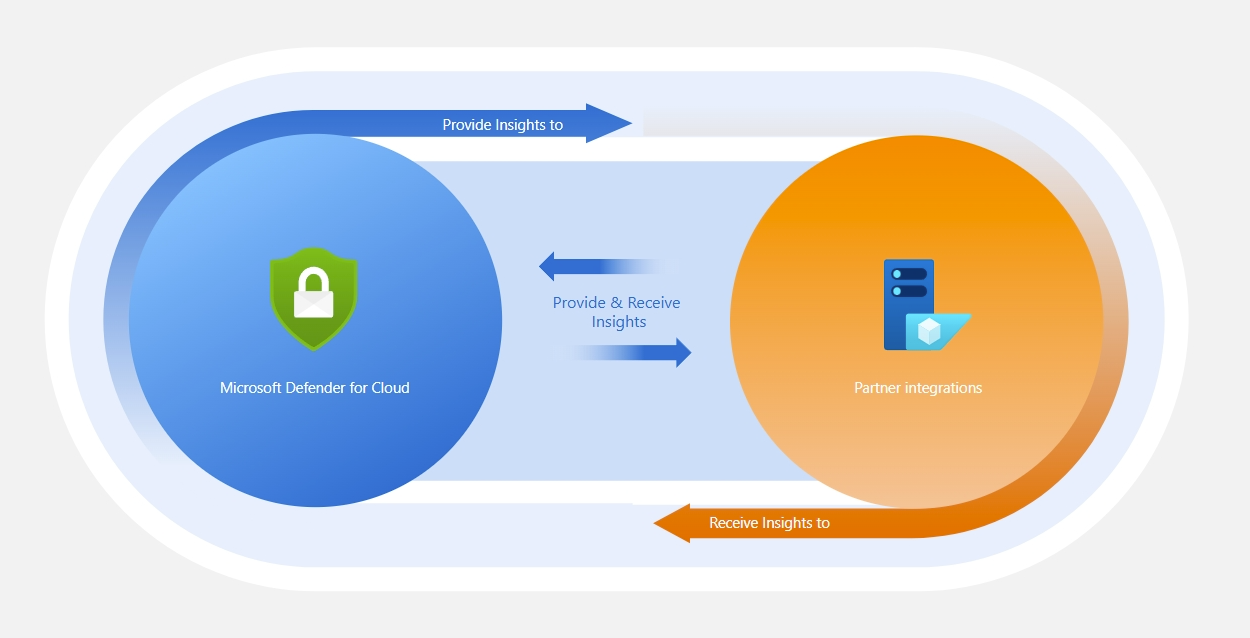 Provide Insights to
Provide & Receive
Insights
Microsoft Defender for Cloud
Partner integrations
Receive Insights to